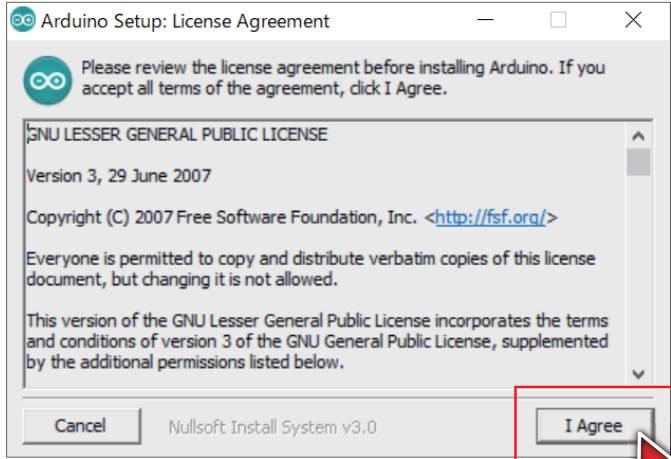 Arduino Setup: License Agreement
Please review the license agreement before installing Arduino. If you
accept all terms of the agreement, click I Agree.
GNU LESSER GENERAL PUBLIC LICENSE
Version 3, 29 June 2007
Copyright (C) 2007 Free Software Foundation, Inc. <http://fsf.org/>
Everyone is permitted to copy and distribute verbatim copies of this license
document, but changing it is not allowed.
This version of the GNU Lesser General Public License incorporates the terms
and conditions of version 3 of the GNU General Public License, supplemented
by the additional permissions listed below.
Cancel
Nullsoft Install System v3.0
I Agree